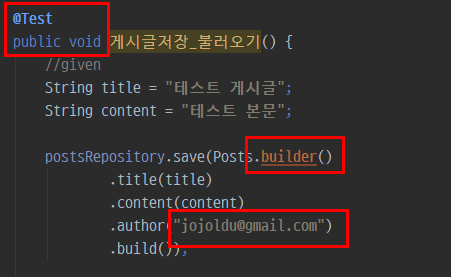 @Test
public void 게시글저장_불러오기() {
//given
String title = "테스트 게시글";
String content = "테스트 본문";
postsRepository.save(Posts.builder()
.title(title)
.content(content)
.author("jojoldu@gmail.com")
.build());